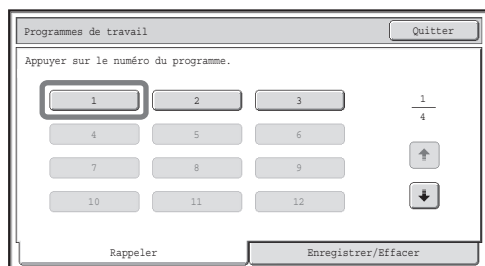 Programmes de travail
Quitter
Appuyer sur le numéro du programme.
1 2 3
1
4
4 5 6
7 8 9
10 11 12
Rappeler
Enregistrer/Effacer